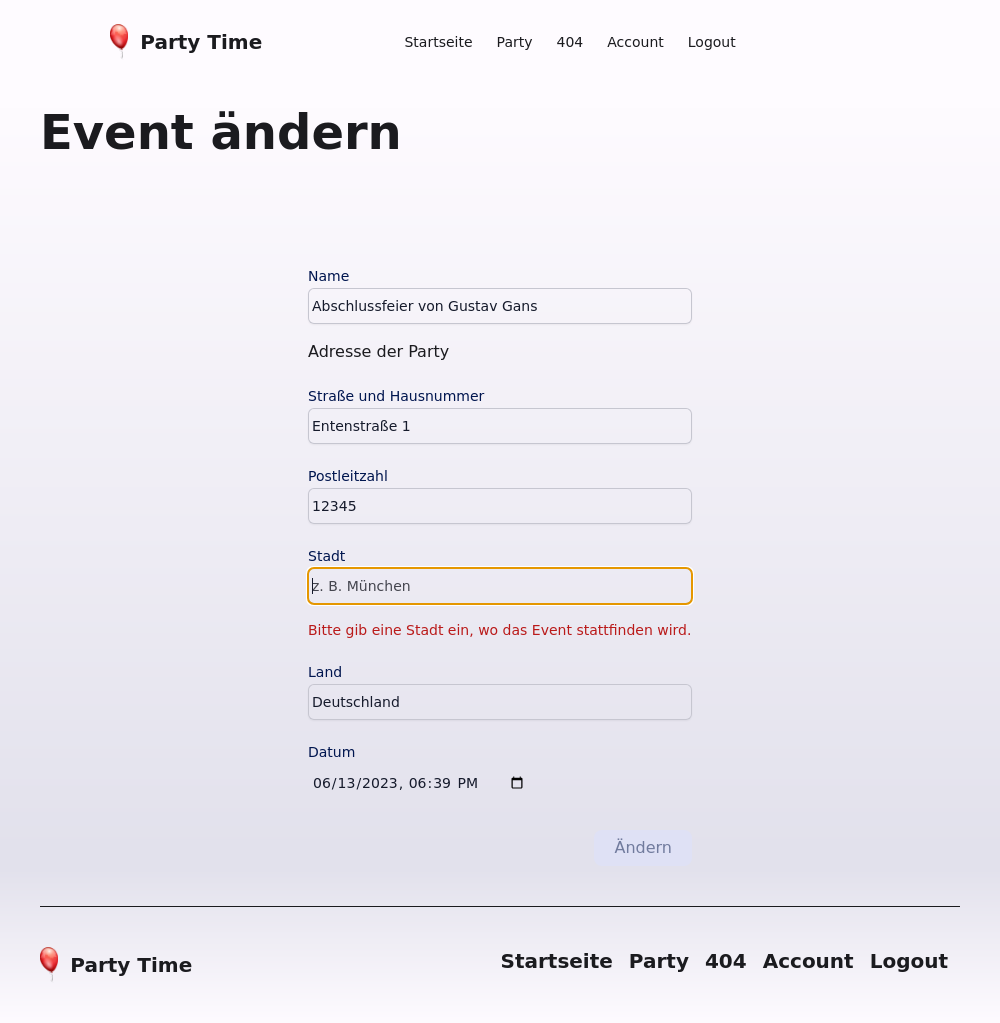 Party Time
Startseite Party 404 Account Logout
Event ändern
Name
Abschlussfeier von Gustav Gans
Adresse der Party
Straße und Hausnummer
Entenstraße 1
Postleitzahl
12345
Stadt
z. B. München
Bitte gib eine Stadt ein, wo das Event stattfinden wird.
Land
Deutschland
Datum
06/13/2023, 06:39 PM
Ändern
Party Time
Startseite Party 404 Account Logout